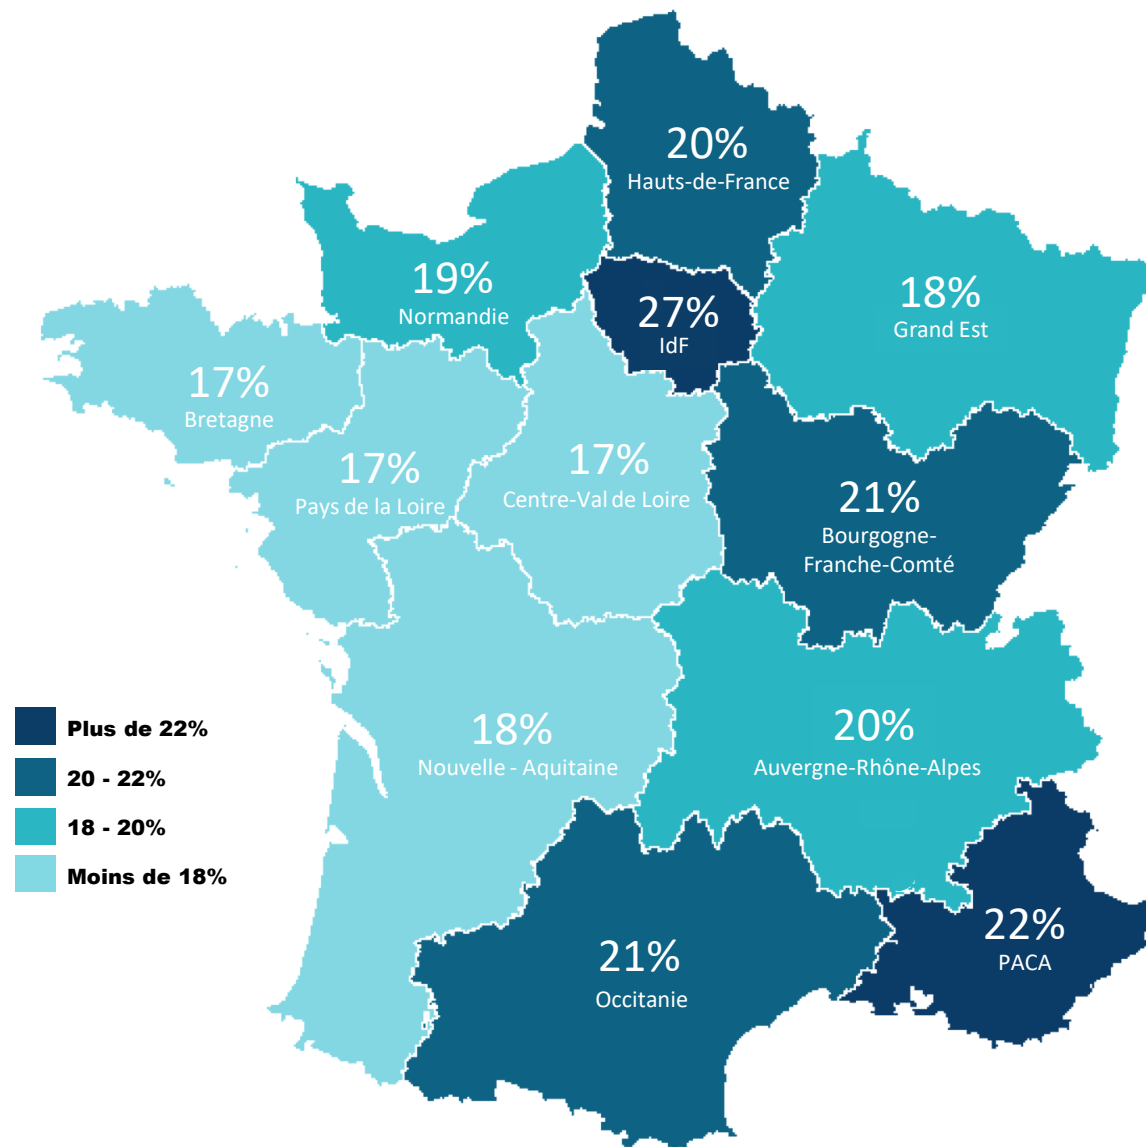 20%
Hauts-de-France
19%
Normandie
27%
IdF
18%
Grand Est
17%
Bretagne
17%
Pays de la Loire
17%
Centre-Val de Loire
21%
Bourgogne-
Franche-Comté
18%
Nouvelle - Aquitaine
20%
Auvergne-Rhône-Alpes
21%
Occitanie
22%
PACA
Plus de 22%
20 - 22%
18 - 20%
Moins de 18%